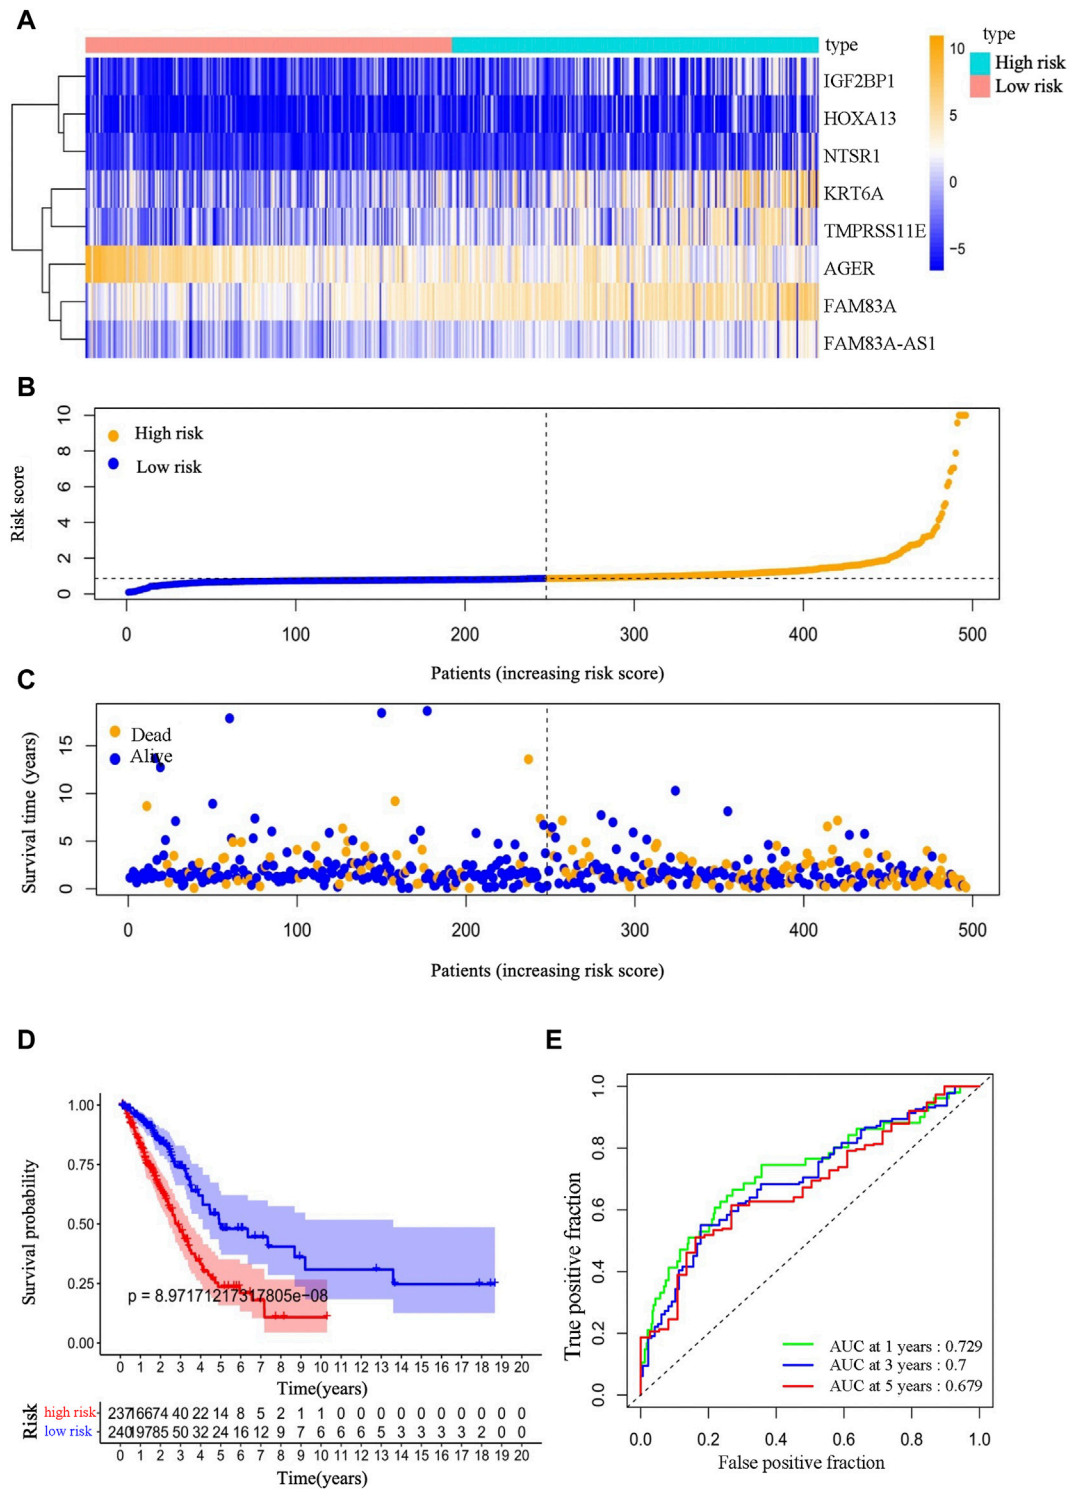 A
type
type
High risk
Low risk
10
5
0
−5
IGF2BP1
HOXA13
NTSR1
KRT6A
TMPRSS11E
AGER
FAM83A
FAM83A-AS1
B
High risk
Low risk
Risk score
10
8
6
4
2
0
0 100 200 300 400 500
Patients (increasing risk score)
C
Dead
Alive
Survival time (years)
15
10
5
0
0 100 200 300 400 500
Patients (increasing risk score)
D
Survival probability
1.00
0.75
0.50
0.25
0.00
p = 8.97171217317805e−08
0 1 2 3 4 5 6 7 8 9 10 11 12 13 14 15 16 17 18 19 20
Time(years)
Risk
high risk 237 166 74 40 22 14 8 5 2 1 1 0 0 0 0 0 0 0 0 0 0
low risk 240 197 85 50 32 24 16 12 9 7 6 6 6 5 3 3 3 3 2 0 0
0 1 2 3 4 5 6 7 8 9 10 11 12 13 14 15 16 17 18 19 20
Time(years)
E
True positive fraction
1.0
0.8
0.6
0.4
0.2
0.0
AUC at 1 years : 0.729
AUC at 3 years : 0.7
AUC at 5 years : 0.679
0.0 0.2 0.4 0.6 0.8 1.0
False positive fraction